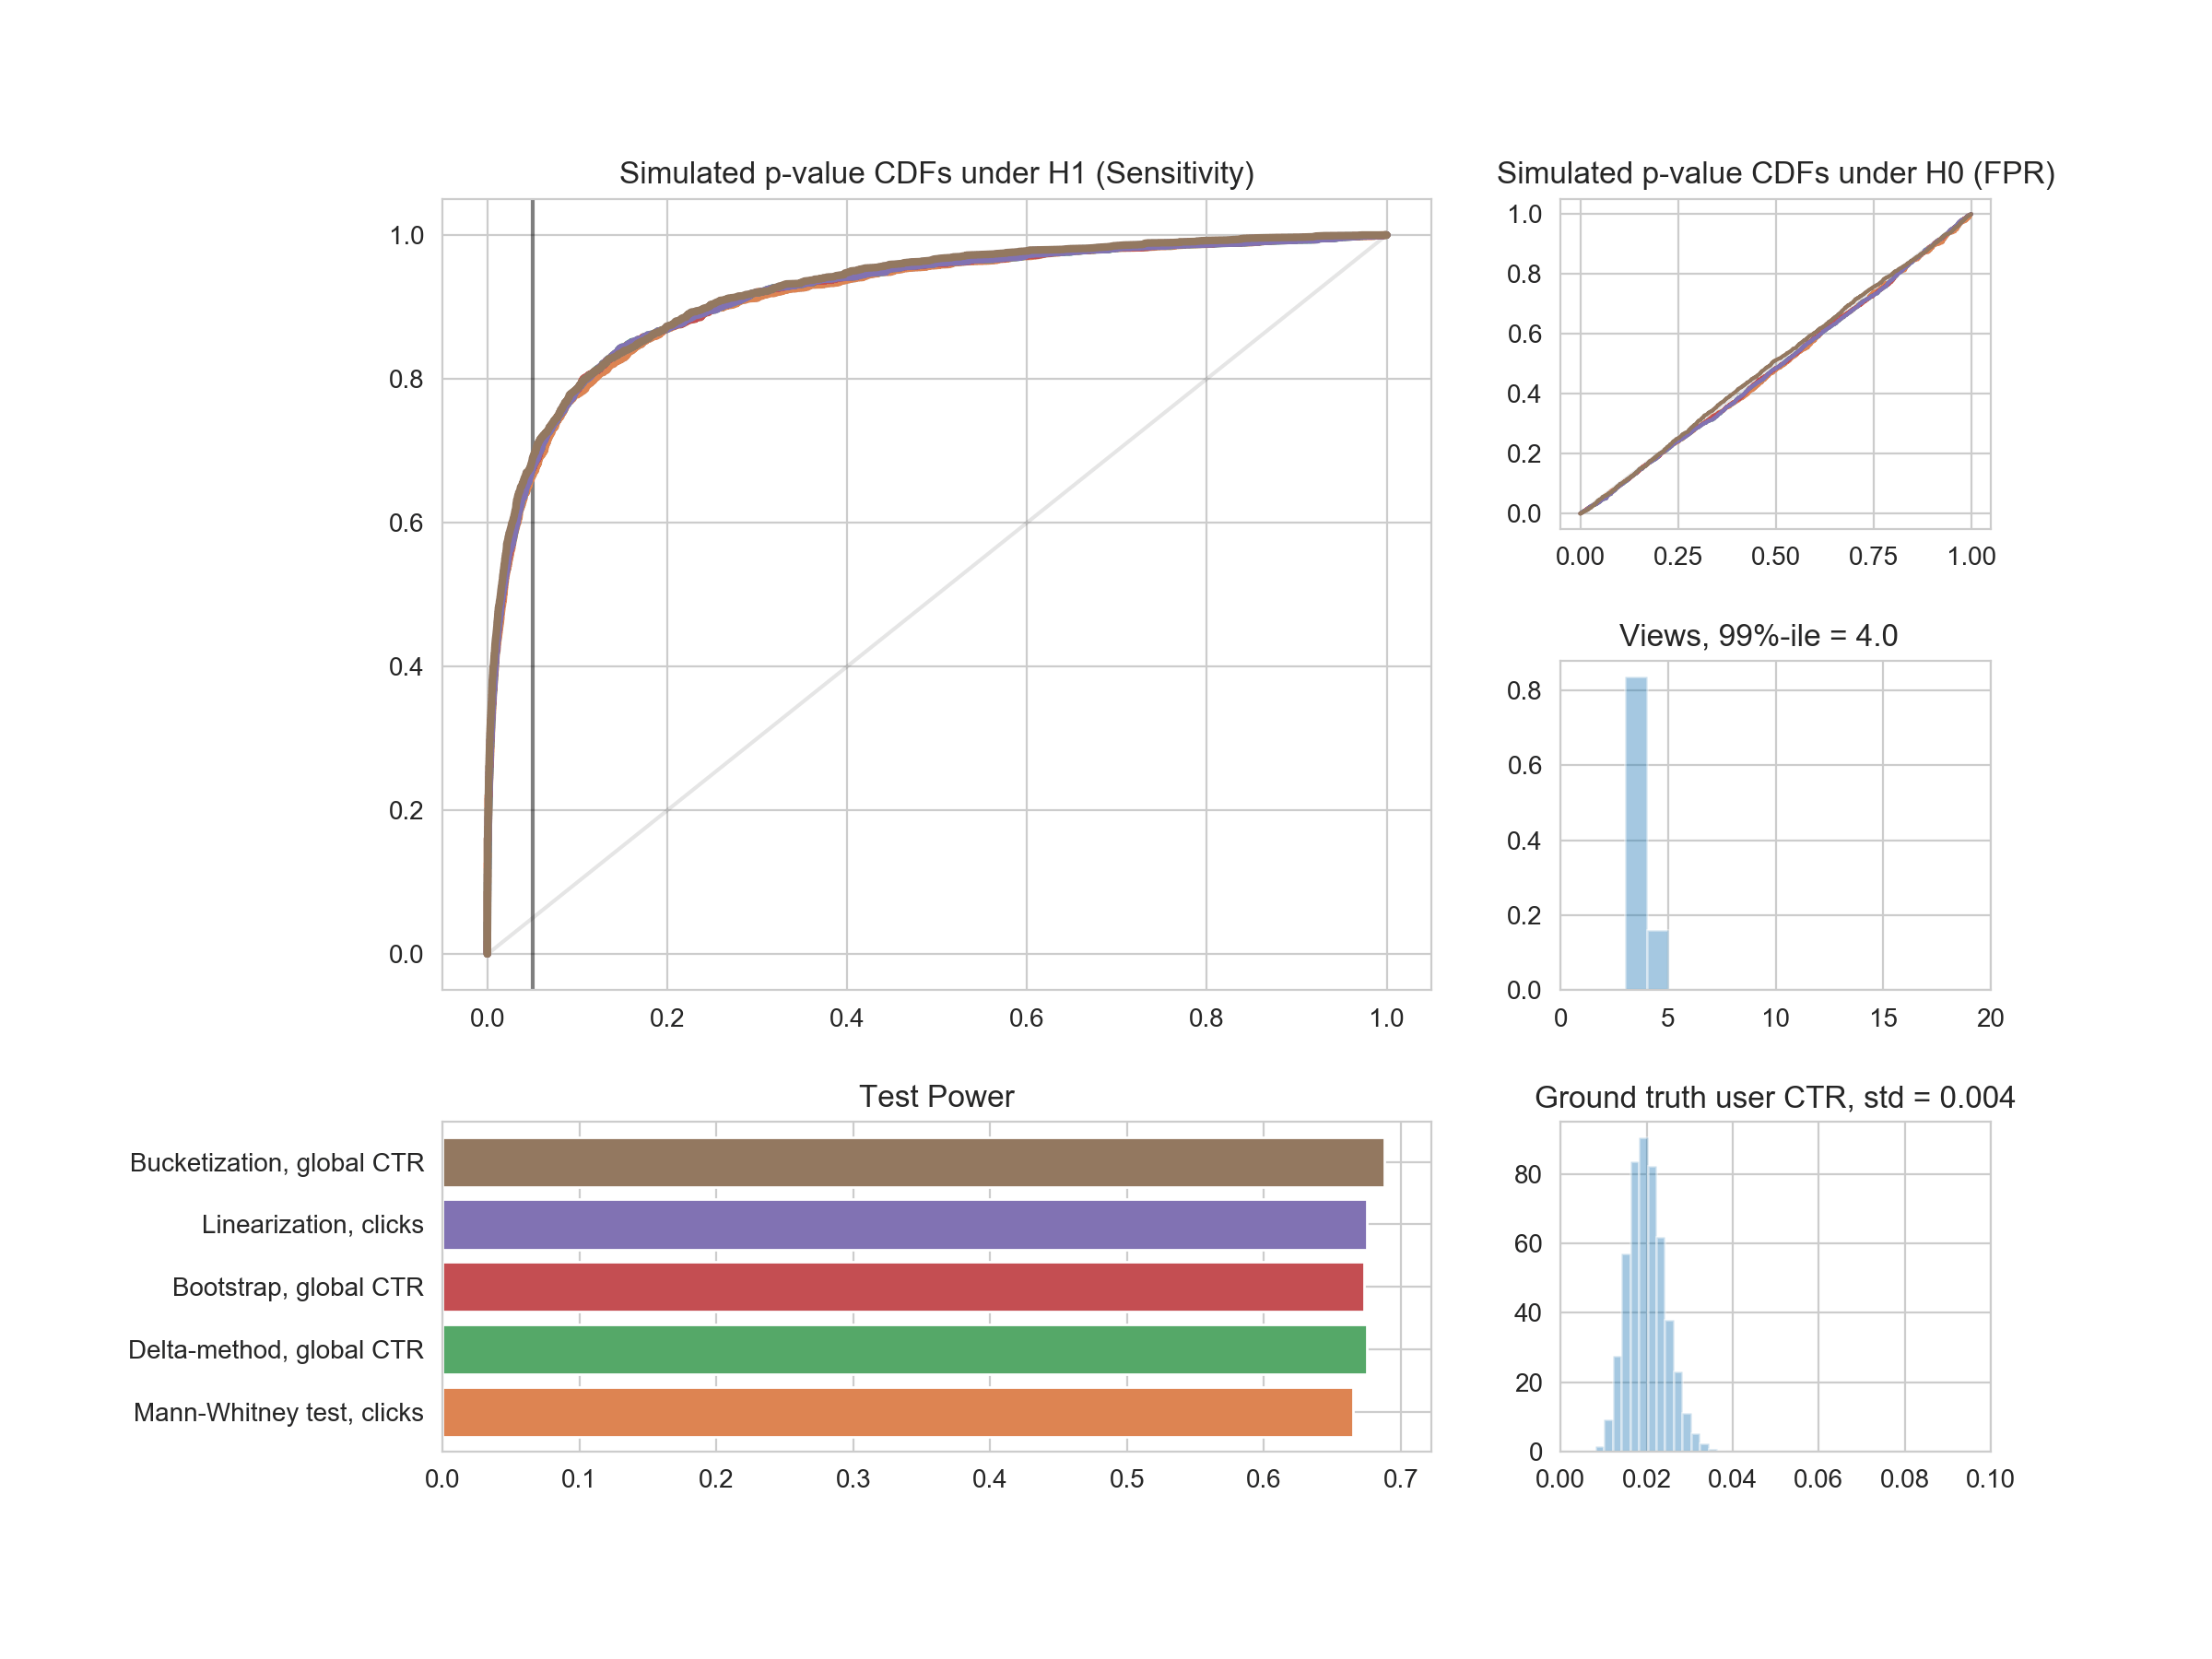 Simulated p-value CDFs under H1 (Sensitivity)
1.0
0.8
0.6
0.4
0.2
0.0
0.0 0.2 0.4 0.6 0.8 1.0
Simulated p-value CDFs under H0 (FPR)
1.0
0.8
0.6
0.4
0.2
0.0
0.00 0.25 0.50 0.75 1.00
Views, 99%-ile = 4.0
0.8
0.6
0.4
0.2
0.0
0 5 10 15 20
Test Power
Bucketization, global CTR
Linearization, clicks
Bootstrap, global CTR
Delta-method, global CTR
Mann-Whitney test, clicks
0.0 0.1 0.2 0.3 0.4 0.5 0.6 0.7
Ground truth user CTR, std = 0.004
80
60
40
20
0
0.00 0.02 0.04 0.06 0.08 0.10